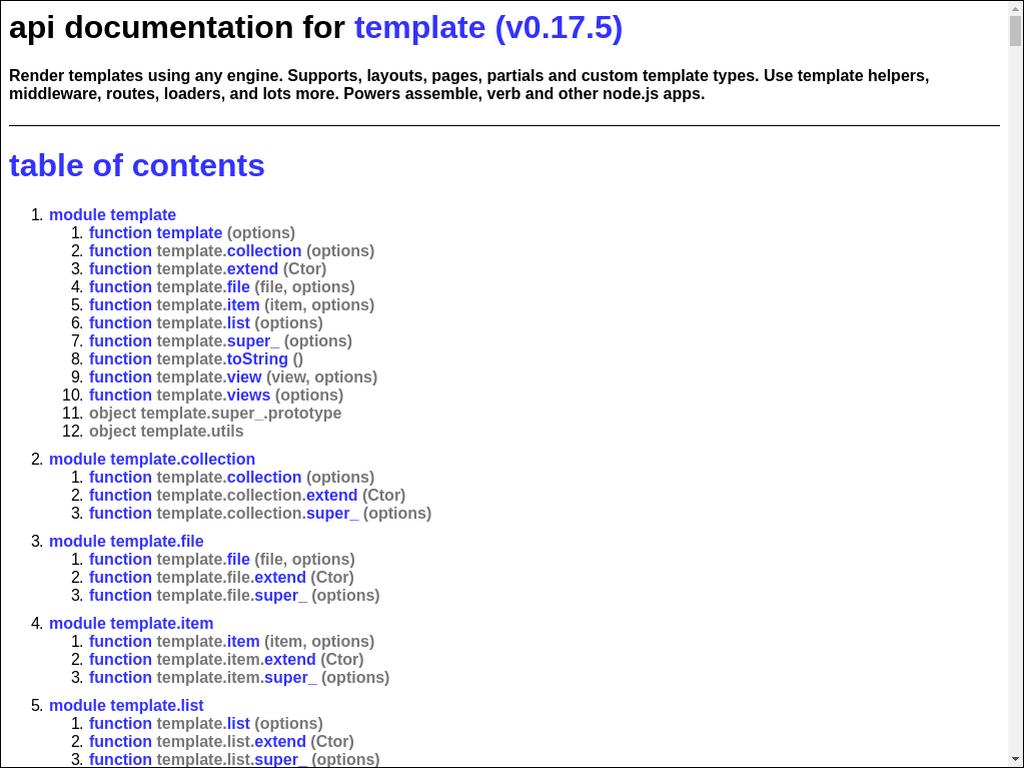 api documentation for template (v0.17.5)
Render templates using any engine. Supports, layouts, pages, partials and custom template types. Use template helpers,
middleware, routes, loaders, and lots more. Powers assemble, verb and other node.js apps.
table of contents
1. module template
1. function template (options)
2. function template.collection (options)
3. function template.extend (Ctor)
4. function template.file (file, options)
5. function template.item (item, options)
6. function template.list (options)
7. function template.super_ (options)
8. function template.toString ()
9. function template.view (view, options)
10. function template.views (options)
11. object template.super_.prototype
12. object template.utils
2. module template.collection
1. function template.collection (options)
2. function template.collection.extend (Ctor)
3. function template.collection.super_ (options)
3. module template.file
1. function template.file (file, options)
2. function template.file.extend (Ctor)
3. function template.file.super_ (options)
4. module template.item
1. function template.item (item, options)
2. function template.item.extend (Ctor)
3. function template.item.super_ (options)
5. module template.list
1. function template.list (options)
2. function template.list.extend (Ctor)
3. function template.list.super_ (options)